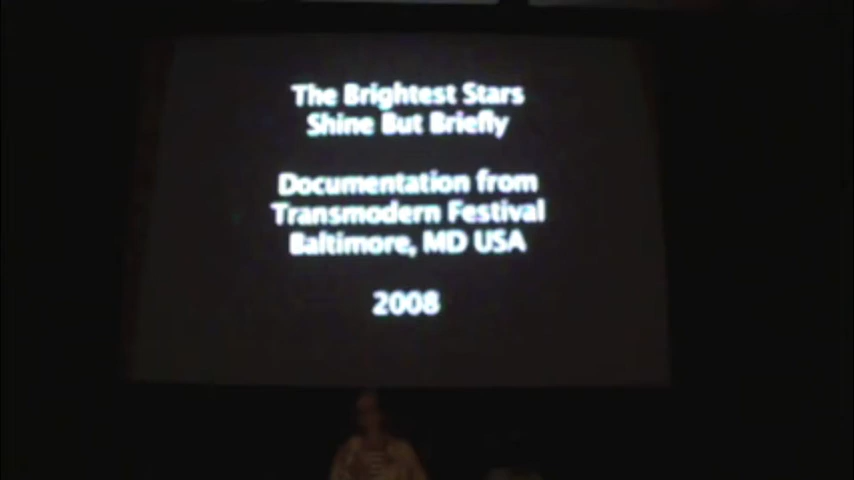 The Brightest Stars
Shine But Briefly
Documentation from
Transmodern Festival
Baltimore, MD USA
2008